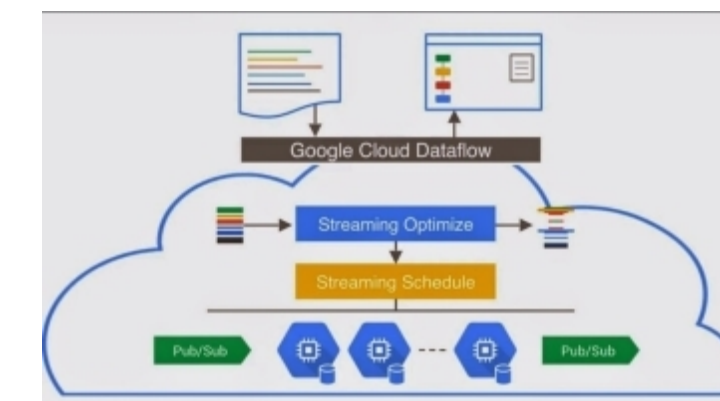 Google Cloud Dataflow
Streaming Optimize
Streaming Schedule
Pub/Sub
Pub/Sub